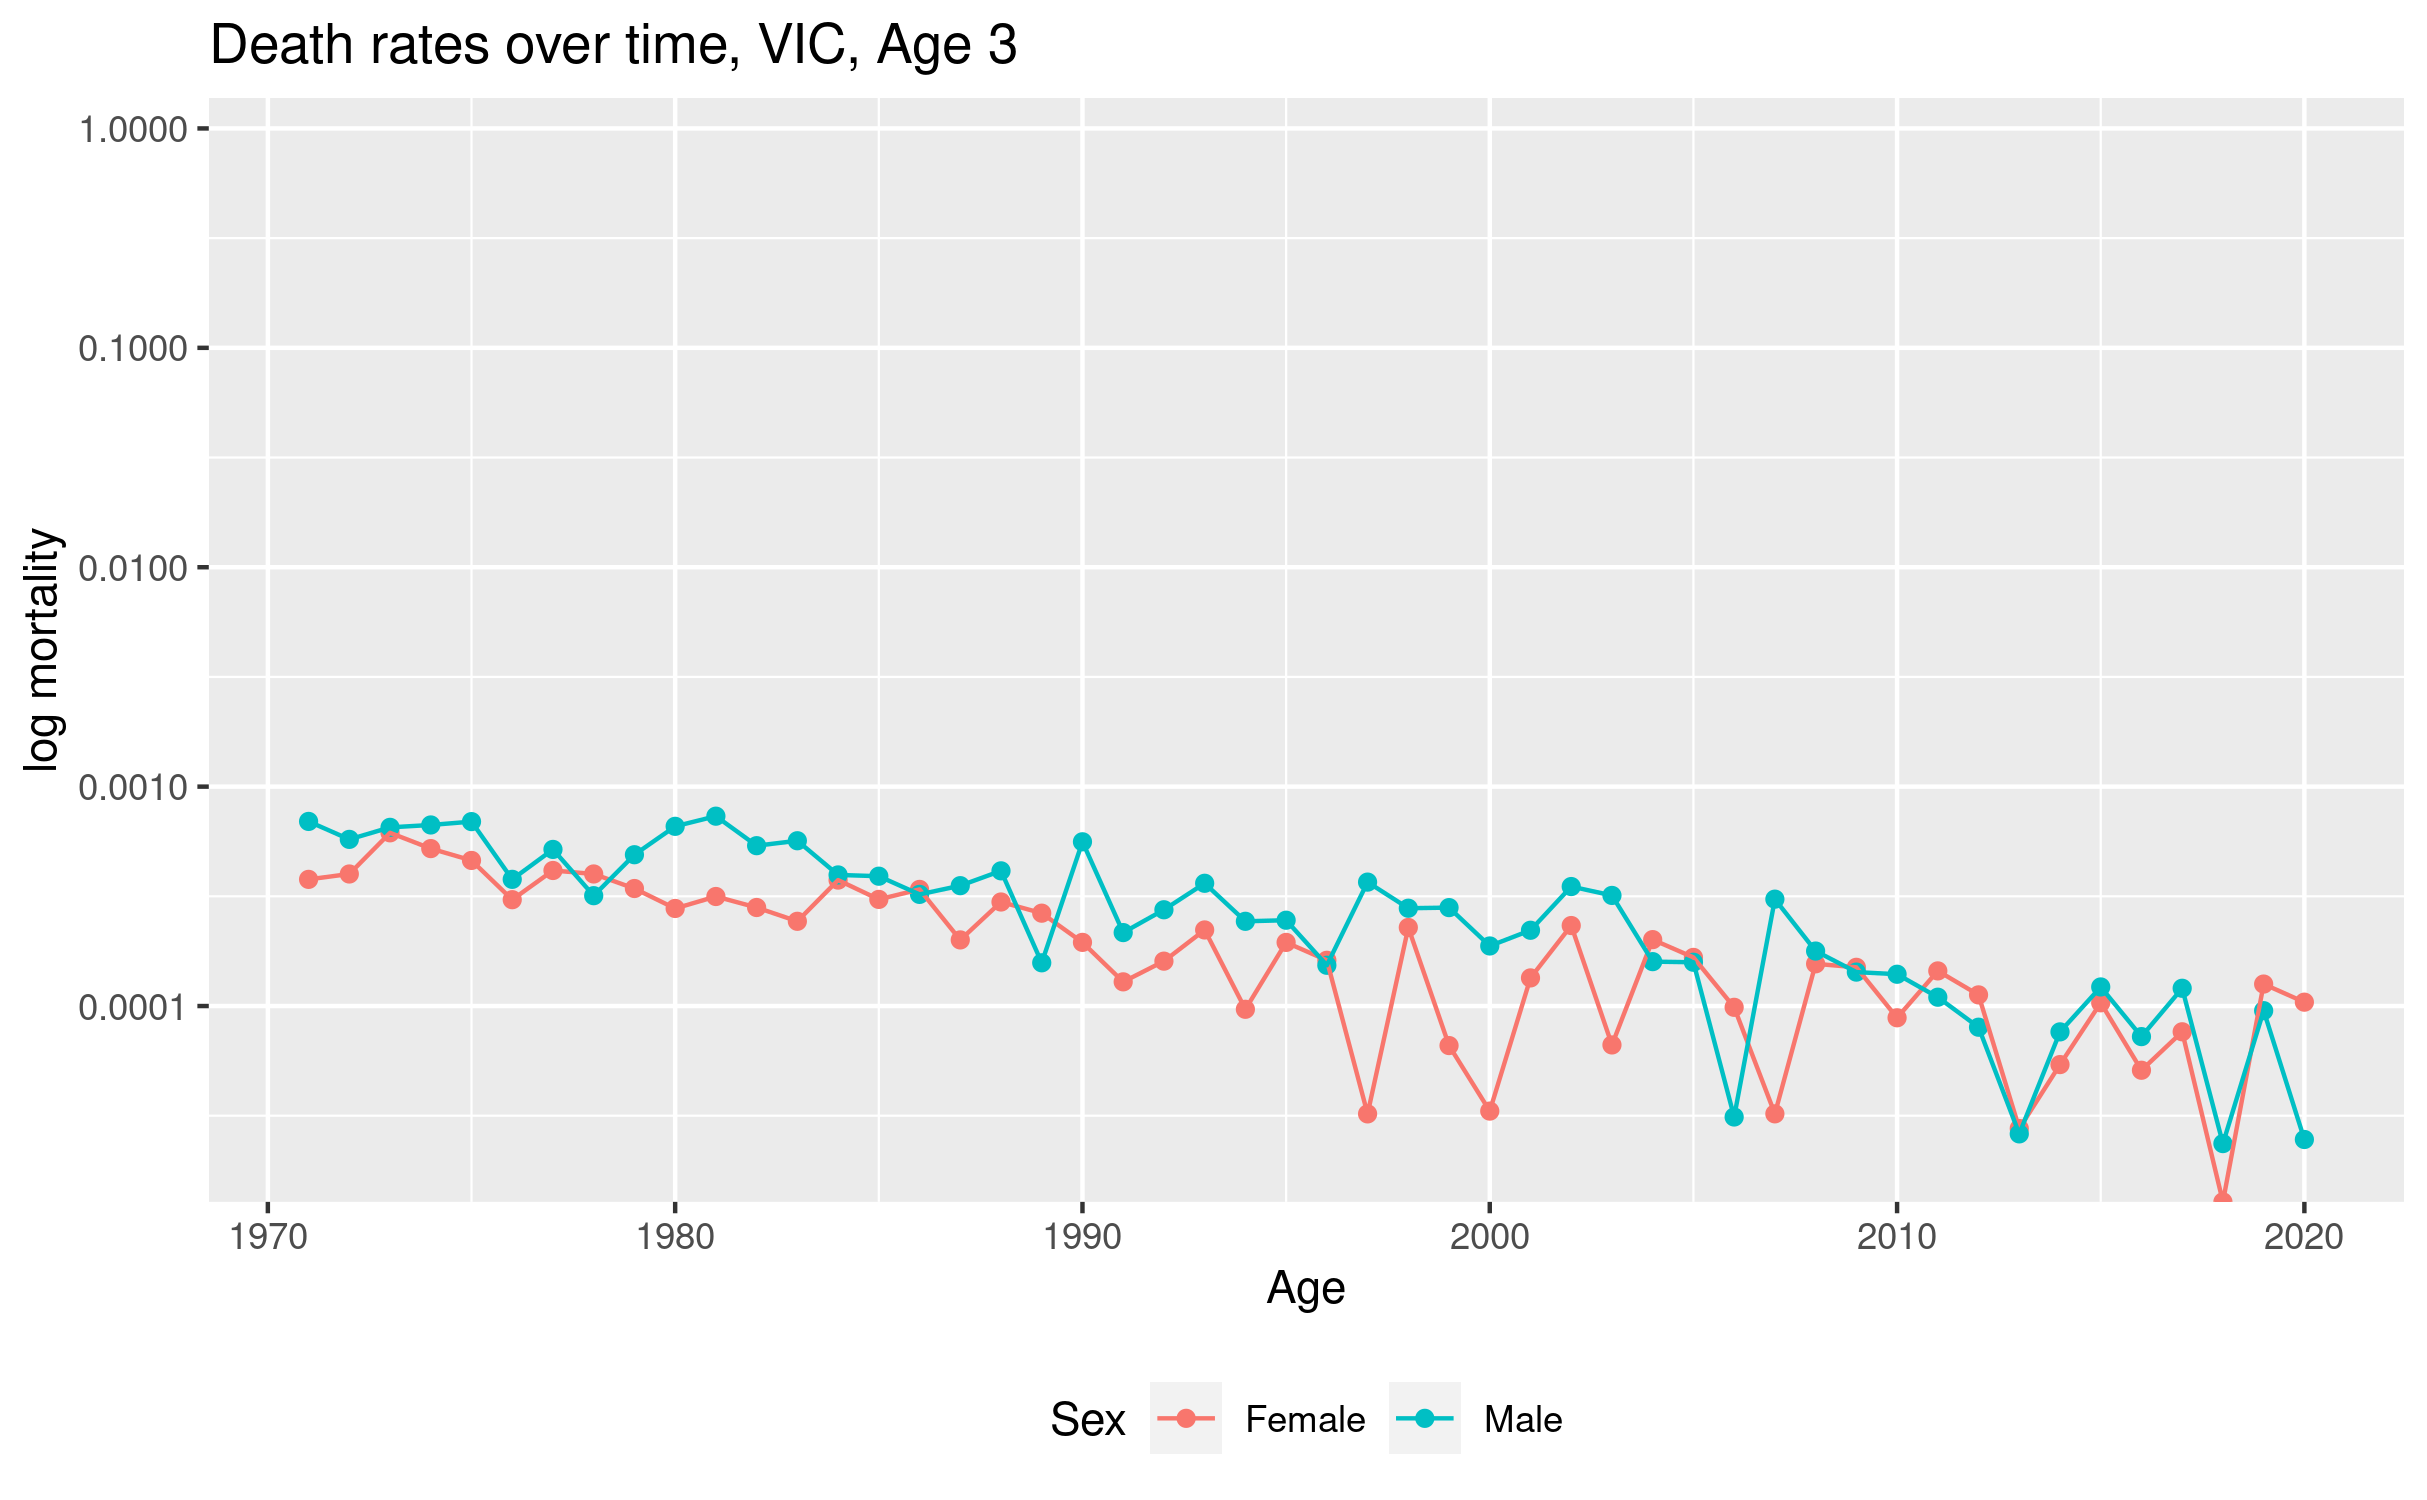 Death rates over time, VIC, Age 3
log mortality
1.0000
0.1000
0.0100
0.0010
0.0001
1970 1980 1990 2000 2010 2020
Age
Sex Female Male